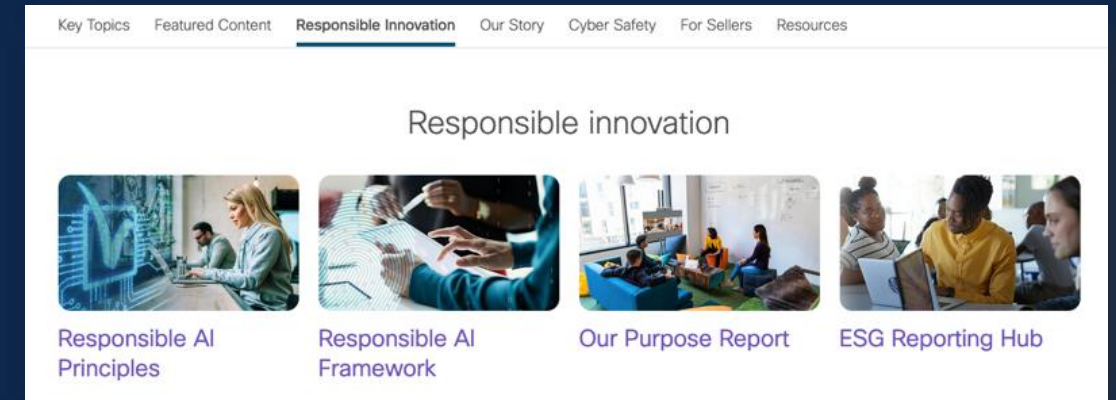 Key Topics Featured Content Responsible Innovation Our Story Cyber Safety For Sellers Resources
Responsible innovation
Responsible AI
Principles
Responsible AI
Framework
Our Purpose Report
ESG Reporting Hub